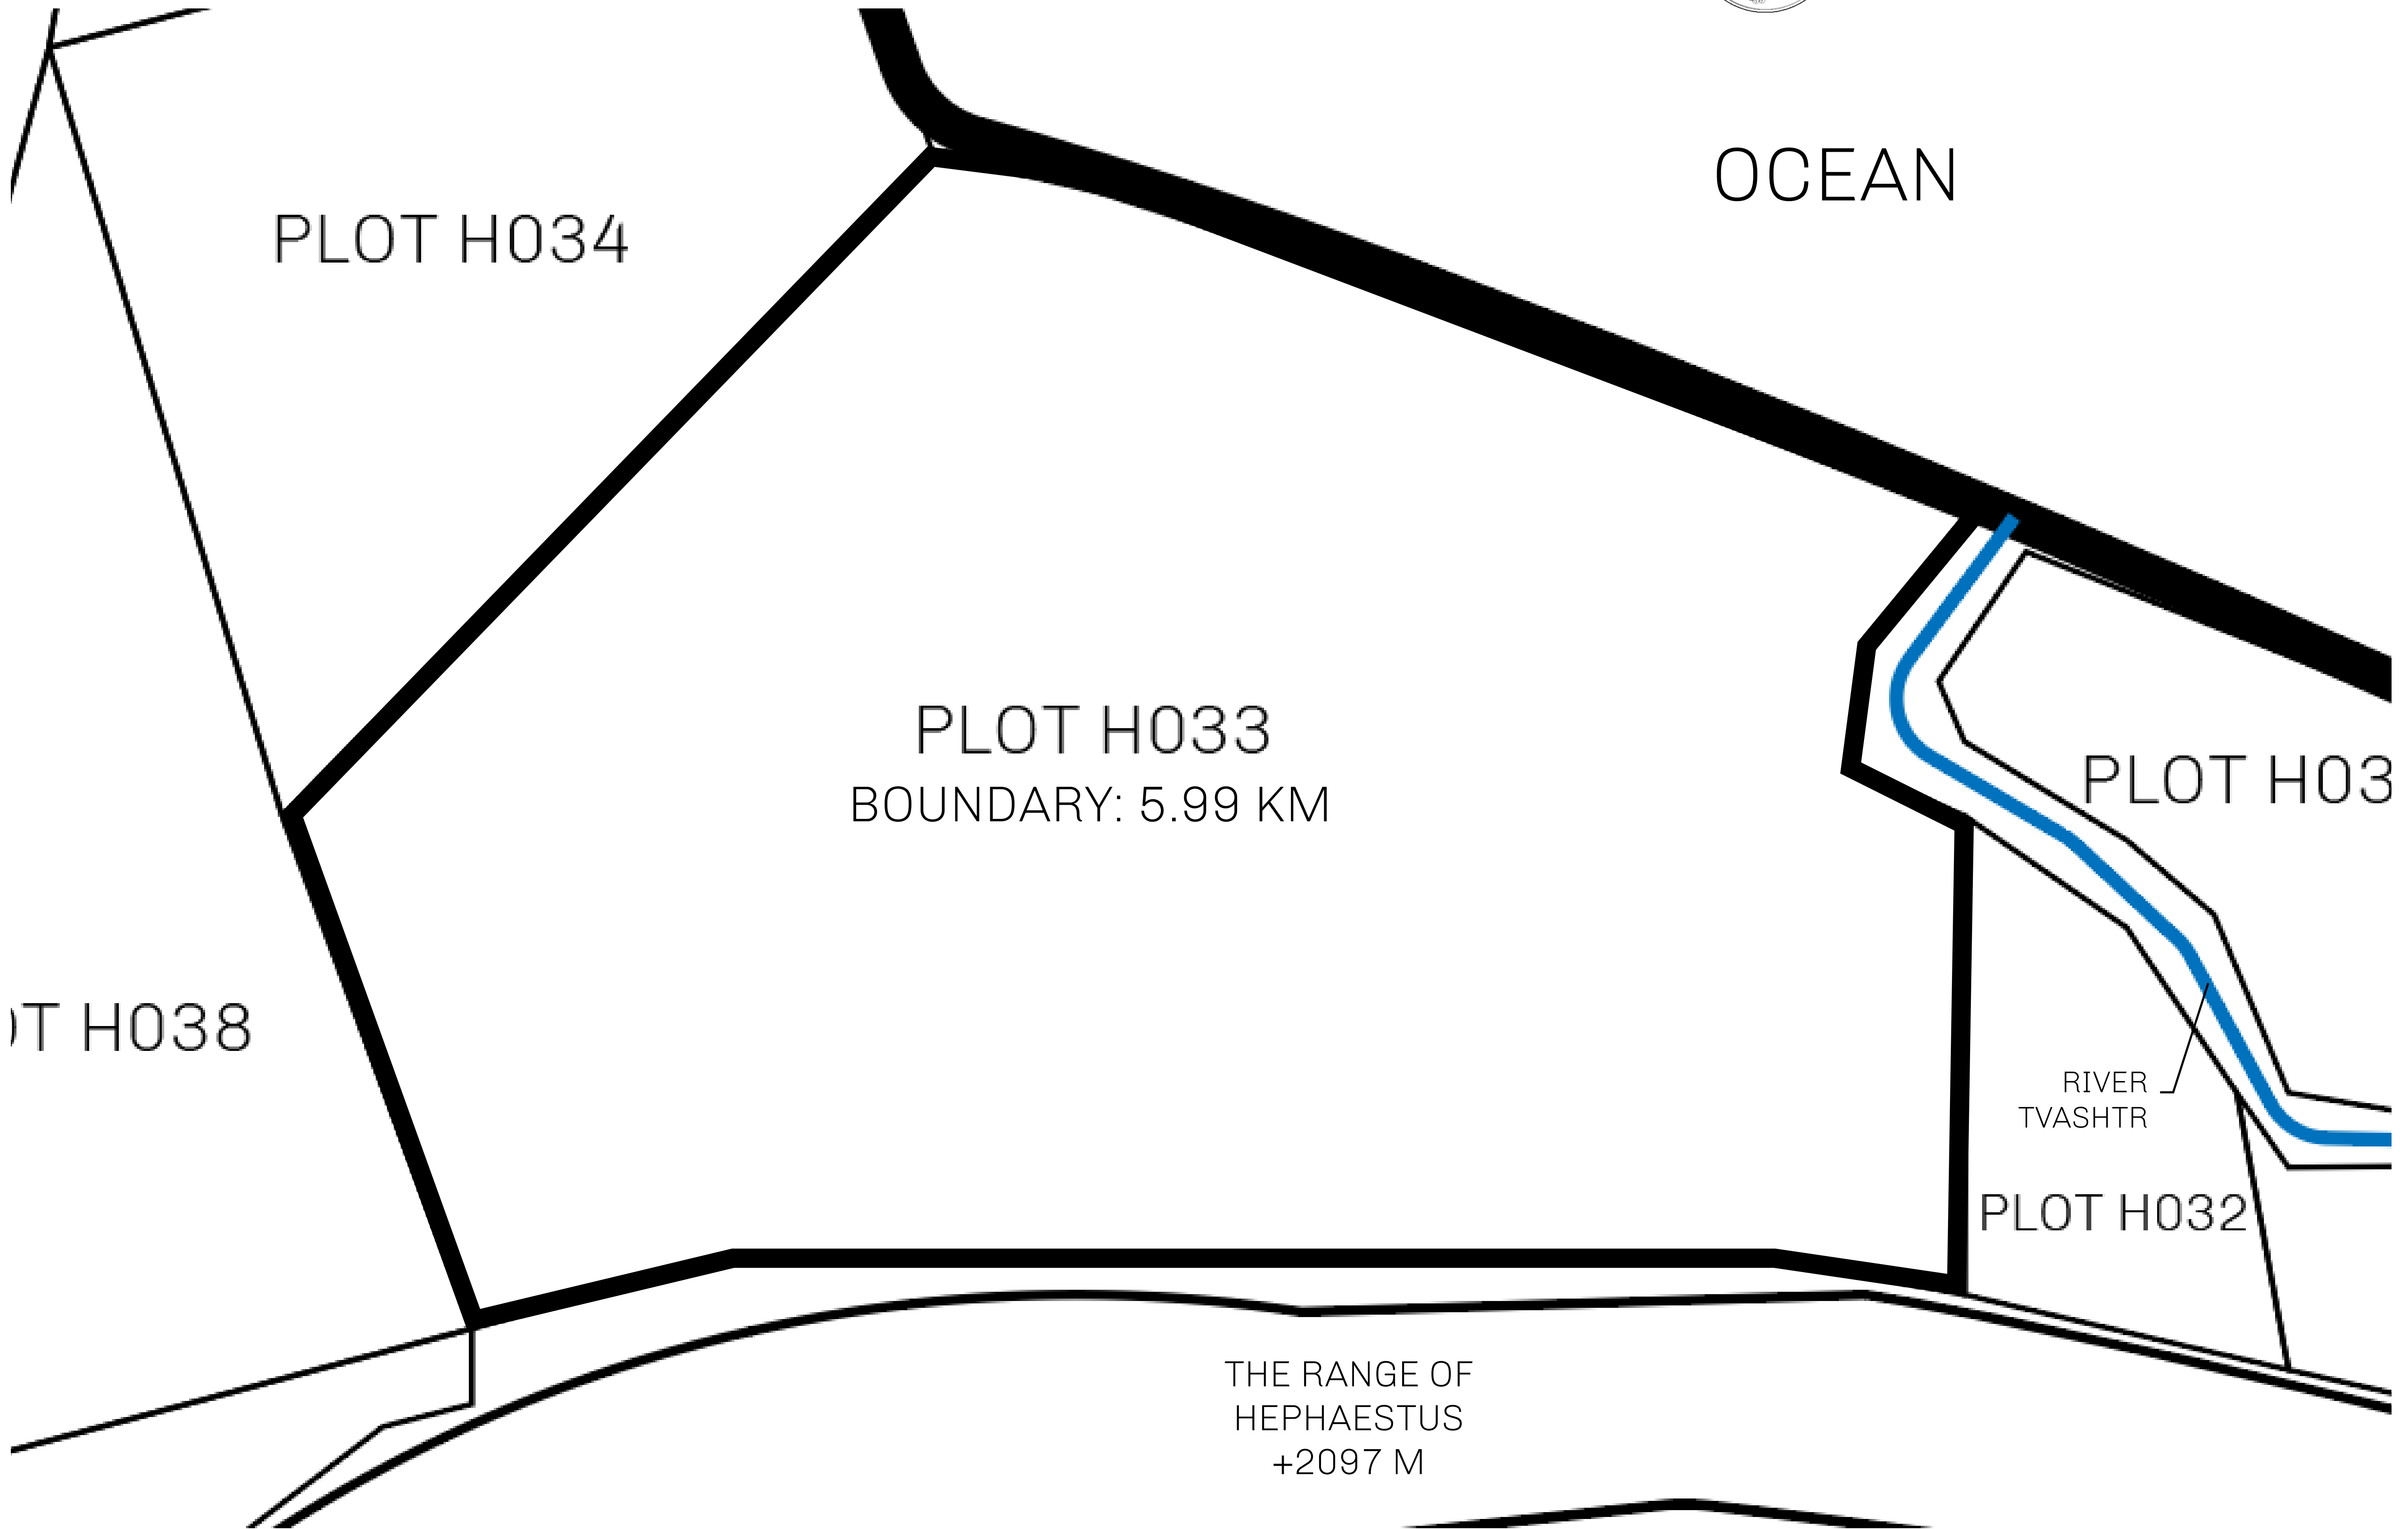 OCEAN
PLOT H034
PLOT H033
BOUNDARY: 5.99 KM
PLOT H03
OT H038
RIVER
TVASHTR
PLOT H032
THE RANGE OF
HEPHAESTUS
+2097 M